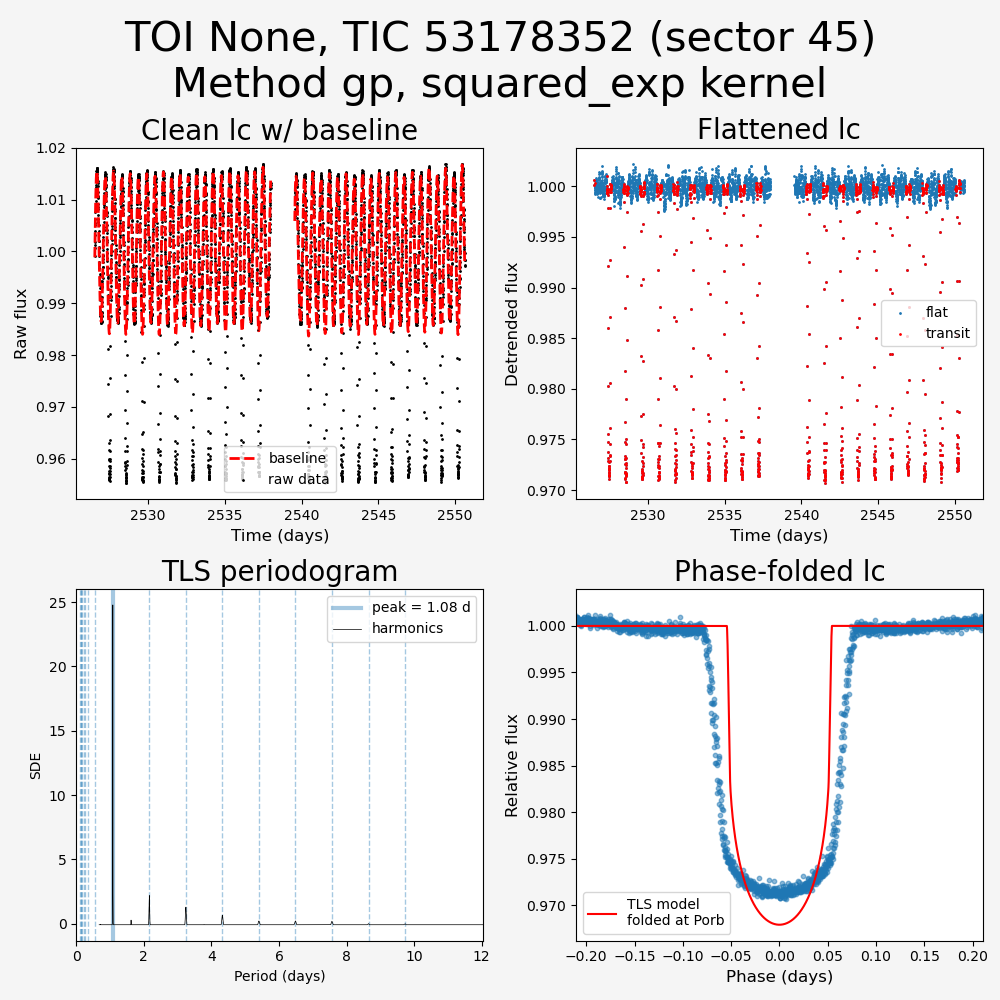 TOI None, TIC 53178352 (sector 45)
Method gp, squared_exp kernel
Clean lc w/ baseline
Raw flux
1.02
1.01
1.00
0.99
0.98
0.97
0.96
baseline
raw data
2530
2535
2540
2545
2550
Time (days)
Flattened lc
Detrended flux
1.000
0.995
0.990
0.985
0.980
0.975
0.970
flat
transit
2530
2535
2540
2545
2550
Time (days)
TLS periodogram
SDE
25
20
15
10
5
0
peak = 1.08 d
harmonics
0
2
4
6
8
10
12
Period (days)
Phase-folded lc
Relative flux
1.000
0.995
0.990
0.985
0.980
0.975
0.970
TLS model
folded at Porb
−0.20
−0.15
−0.10
−0.05
0.00
0.05
0.10
0.15
0.20
Phase (days)